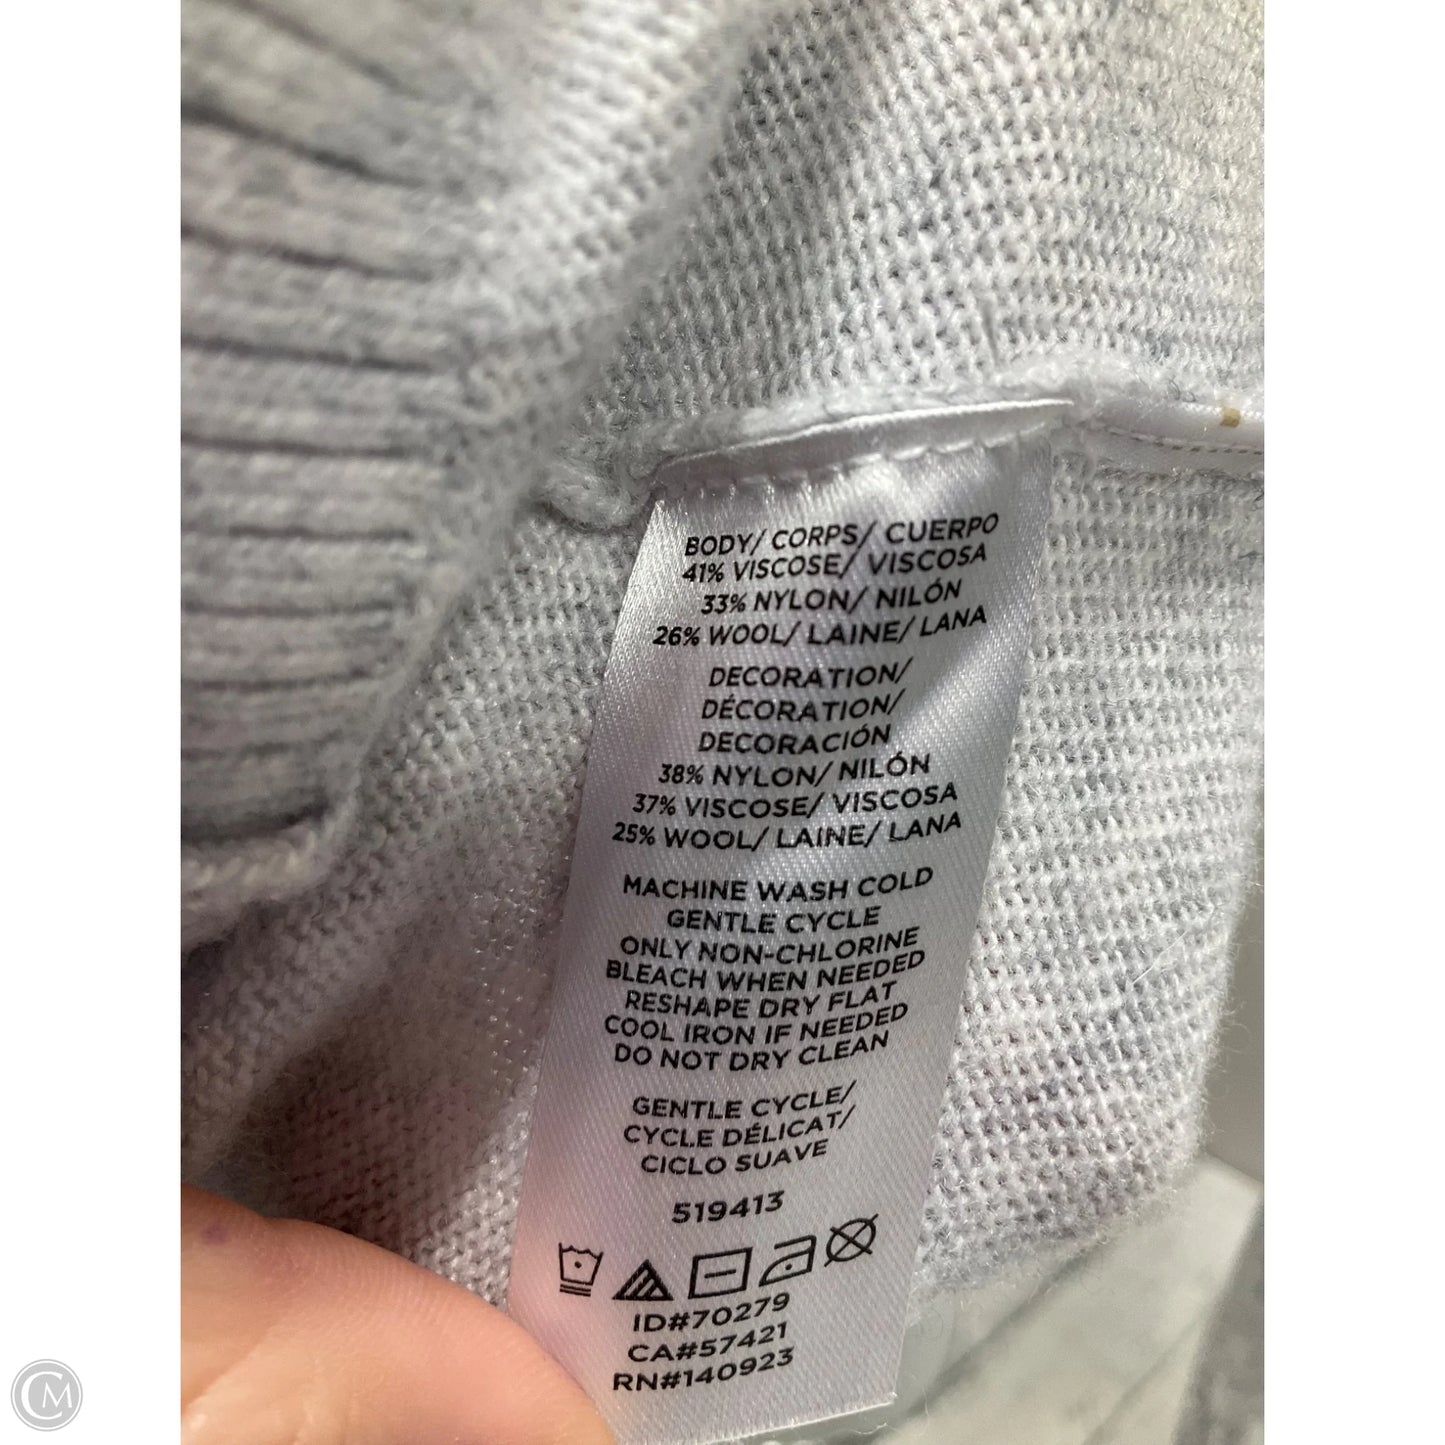 BODY/ CORPS/ CUERPO
41% VISCOSE/ VISCOSA
33% NYLON/ NILÓN
26% WOOL/ LAINE/ LANA
DECORATION/
DÉCORATION/
DECORACIÓN
38% NYLON/ NILÓN
37% VISCOSE/ VISCOSA
25% WOOL/ LAINE/ LANA
MACHINE WASH COLD
GENTLE CYCLE
ONLY NON-CHLORINE
BLEACH WHEN NEEDED
RESHAPE DRY FLAT
COOL IRON IF NEEDED
DO NOT DRY CLEAN
GENTLE CYCLE/
CYCLE DÉLICAT/
CICLO SUAVE
519413
ID#70279
CA#57421
RN#140923
CM